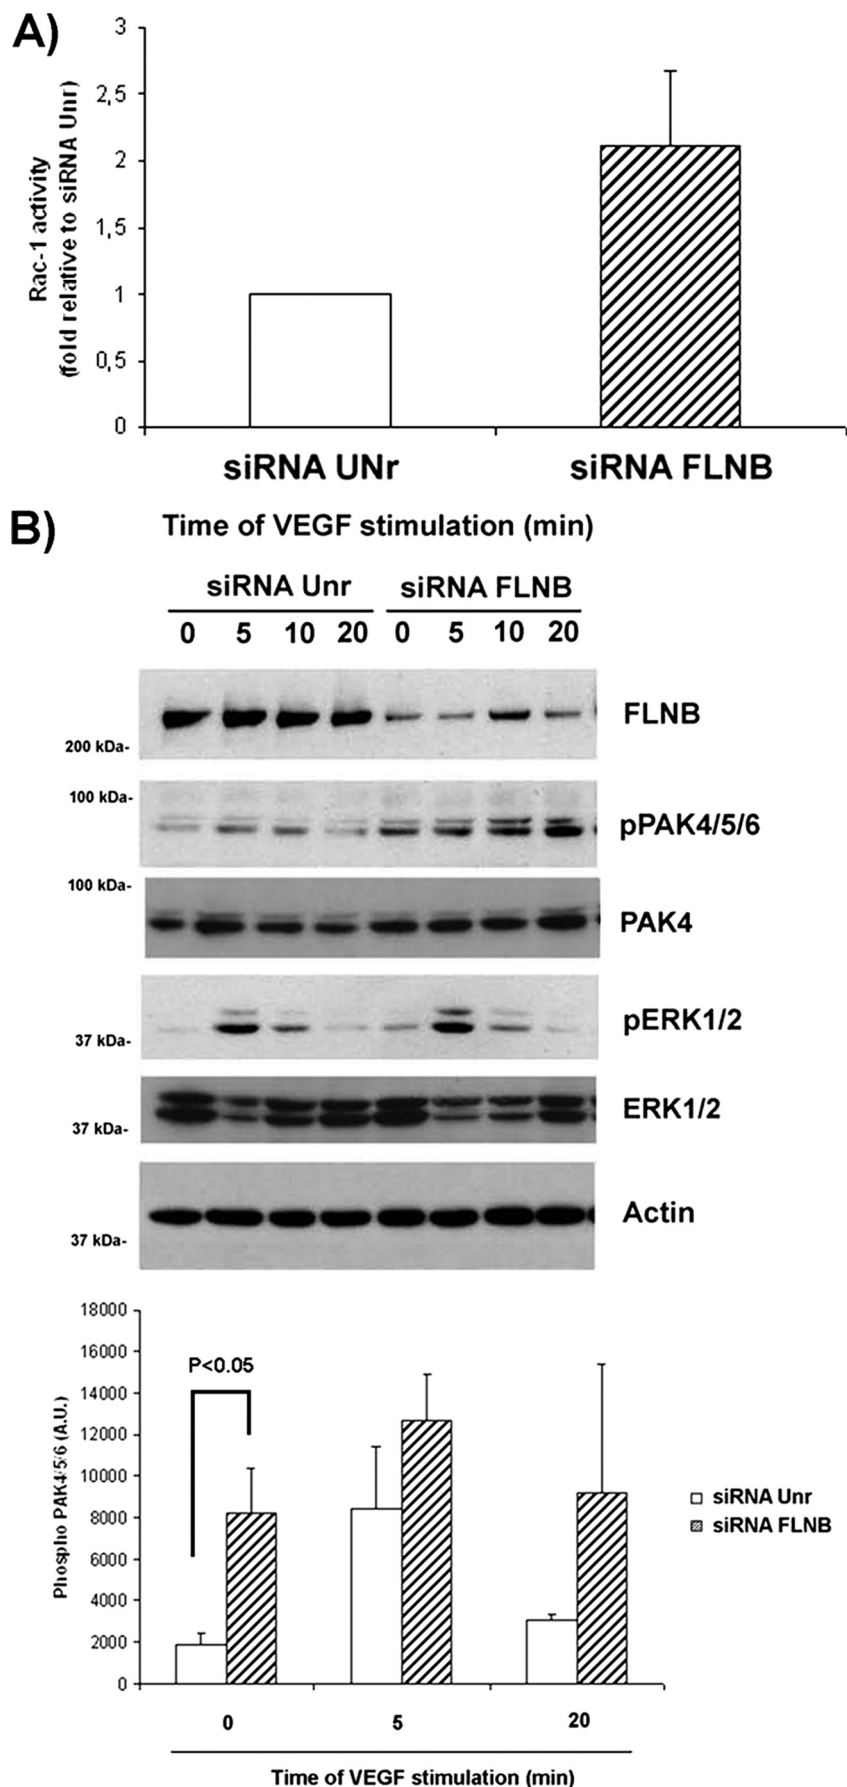 A)
Rac-1 activity
(fold relative to siRNA Unr)
3
2,5
2
1,5
1
0,5
0
siRNA UNr
siRNA FLNB
B)
Time of VEGF stimulation (min)
siRNA Unr
siRNA FLNB
0 5 10 20 0 5 10 20
FLNB
200 kDa-
100 kDa-
pPAK4/5/6
100 kDa-
PAK4
pERK1/2
37 kDa-
ERK1/2
37 kDa-
Actin
37 kDa-
Phospho PAK4/5/6 (A.U.)
18000
16000
14000
12000
10000
8000
6000
4000
2000
0
P<0.05
siRNA Unr
siRNA FLNB
0 5 20
Time of VEGF stimulation (min)